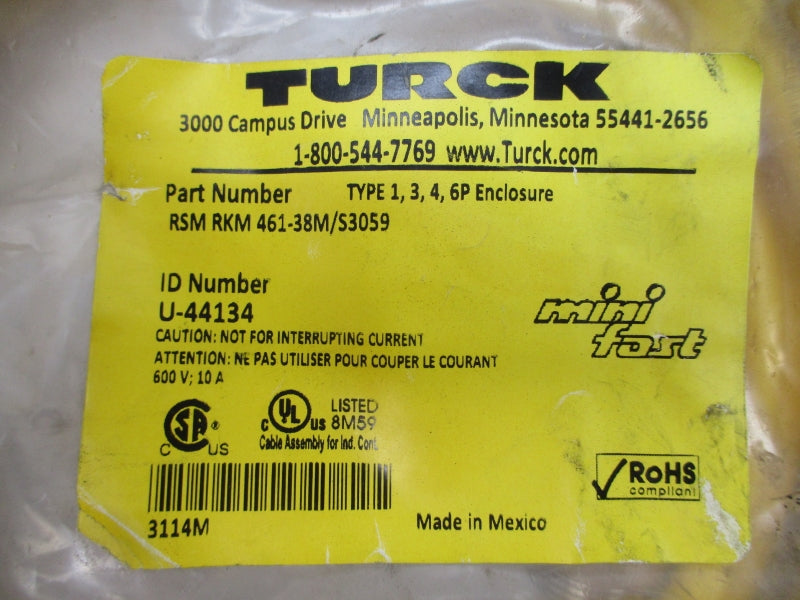 TURCK
3000 Campus Drive Minneapolis, Minnesota 55441-2656
1-800-544-7769 www.Turck.com
Part Number TYPE 1, 3, 4, 6P Enclosure
RSM RKM 461-38M/S3059
ID Number
U-44134
mini
fast
CAUTION: NOT FOR INTERRUPTING CURRENT
ATTENTION: NE PAS UTILISER POUR COUPER LE COURANT
600 V; 10 A
C SA ® US
C UL US LISTED
8M59
Cable Assembly for Ind. Cont.
RoHS
compliant
3114M
Made in Mexico